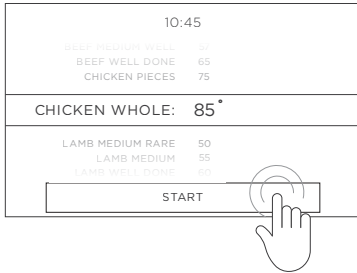 10:45
BEEF MEDIUM WELL 57
BEEF WELL DONE 65
CHICKEN PIECES 75
CHICKEN WHOLE: 85°
LAMB MEDIUM RARE 50
LAMB MEDIUM 55
LAMB WELL DONE 60
START